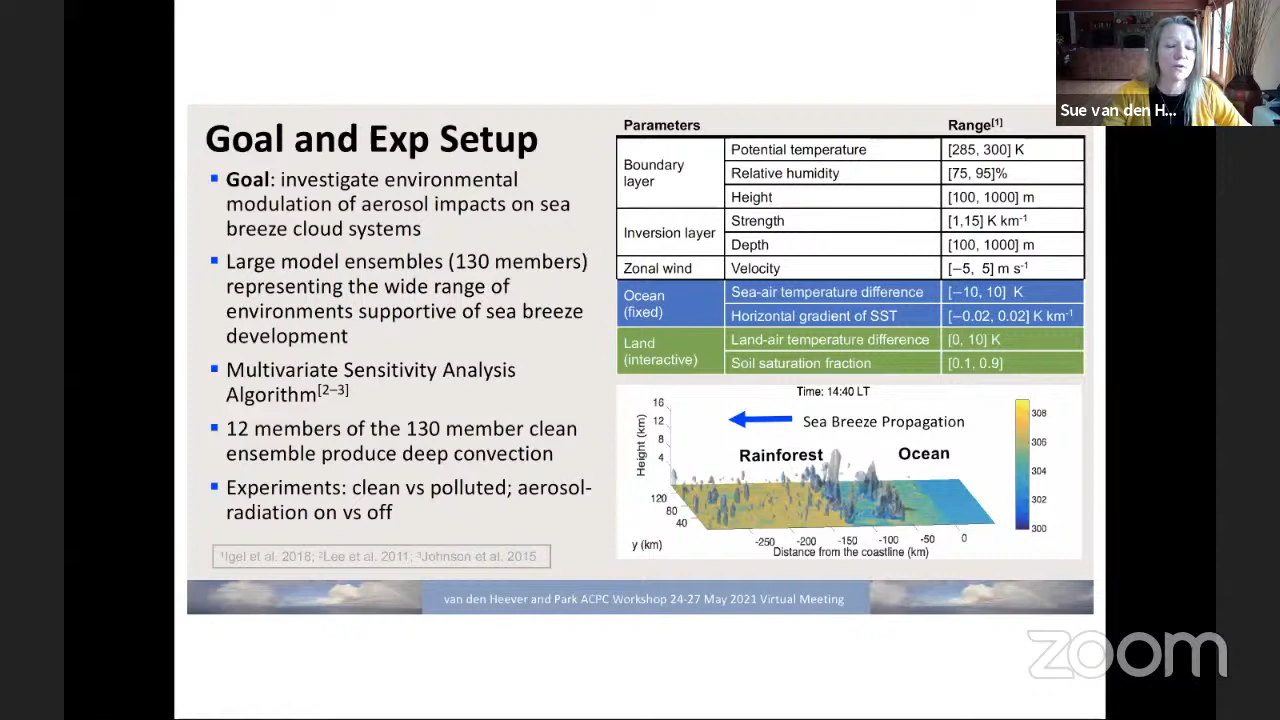 Sue van den H...
Goal and Exp Setup
▪ Goal: investigate environmental
modulation of aerosol impacts on sea
breeze cloud systems
▪ Large model ensembles (130 members)
representing the wide range of
environments supportive of sea breeze
development
▪ Multivariate Sensitivity Analysis
Algorithm[2–3]
▪ 12 members of the 130 member clean
ensemble produce deep convection
▪ Experiments: clean vs polluted; aerosol-
radiation on vs off
¹Igel et al. 2018; ²Lee et al. 2011; ³Johnson et al. 2015
Parameters Range[1]
Boundary
layer
Potential temperature [285, 300] K
Relative humidity [75, 95]%
Height [100, 1000] m
Inversion layer
Strength [1,15] K km⁻¹
Depth [100, 1000] m
Zonal wind Velocity [−5, 5] m s⁻¹
Ocean
(fixed)
Sea-air temperature difference [−10, 10] K
Horizontal gradient of SST [−0.02, 0.02] K km⁻¹
Land
(interactive)
Land-air temperature difference [0, 10] K
Soil saturation fraction [0.1, 0.9]
Time: 14:40 LT
Sea Breeze Propagation
Rainforest Ocean
Height (km)
16
12
8
4
120
80
40
y (km)
-250 -200 -150 -100 -50 0
Distance from the coastline (km)
308
306
304
302
300
van den Heever and Park ACPC Workshop 24-27 May 2021 Virtual Meeting
zoom